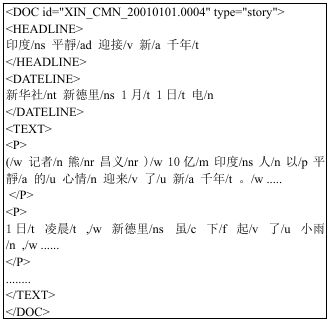 <DOC id="XIN_CMN_20010101.0004" type="story">
<HEADLINE>
印度/ns 平靜/ad 迎接/v 新/a 千年/t
</HEADLINE>
<DATELINE>
新华社/nt 新德里/ns 1 月/t 1 日/t 电/n
</DATELINE>
<TEXT>
<P>
(/w 记者/n 熊/nr 昌义/nr )/w 10 亿/m 印度/ns 人/n 以/p 平
靜/a 的/u 心情/n 迎来/v 了/u 新/a 千年/t 。/w .....
</P>
<P>
1 日/t 凌晨/t ,/w 新德里/ns 虽/c 下/f 起/v 了/u 小雨
/n ,/w ......
</P>
........
</TEXT>
</DOC>